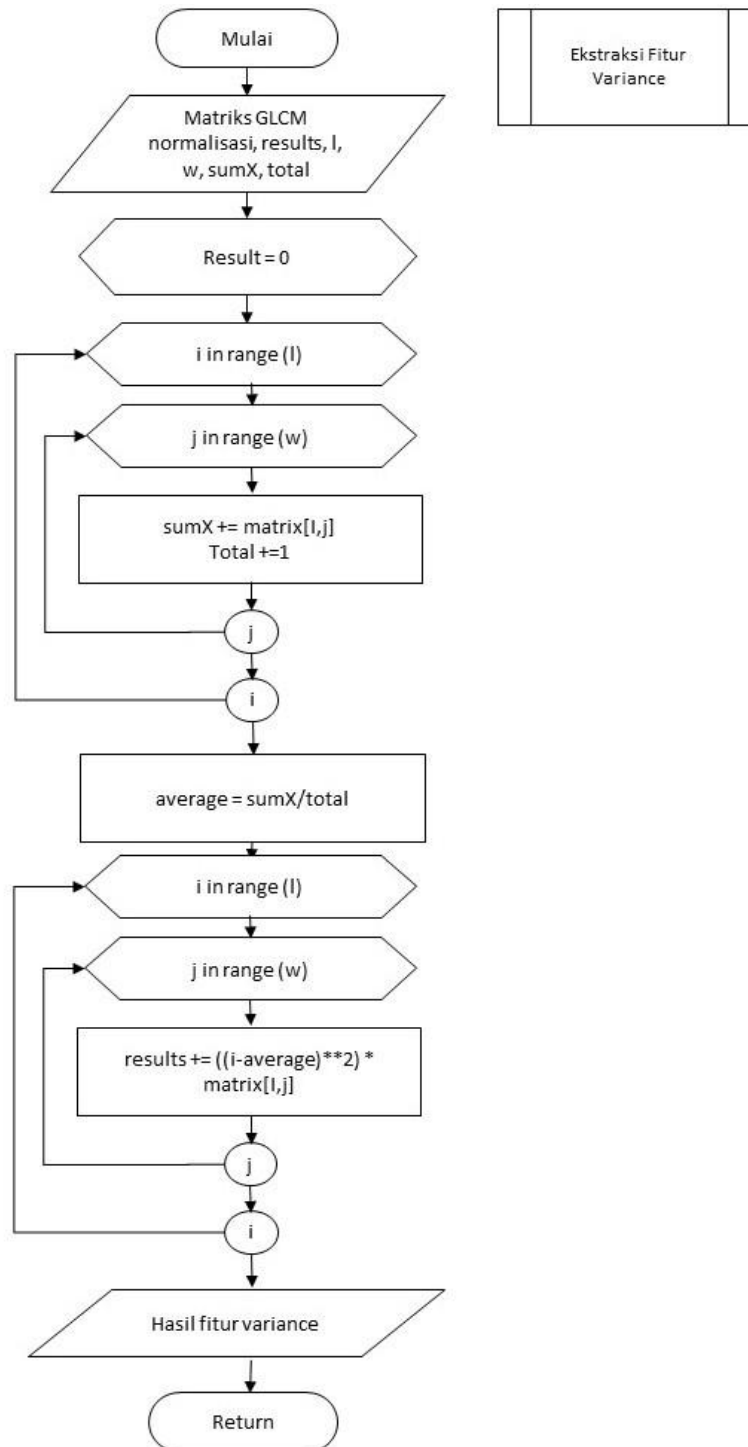 Mulai
Ekstraksi Fitur
Variance
Matriks GLCM
normalisasi, results, l,
w, sumX, total
Result = 0
i in range (l)
j in range (w)
sumX += matrix[I,j]
Total +=1
j
i
average = sumX/total
i in range (l)
j in range (w)
results += ((i-average)**2) *
matrix[I,j]
j
i
Hasil fitur variance
Return